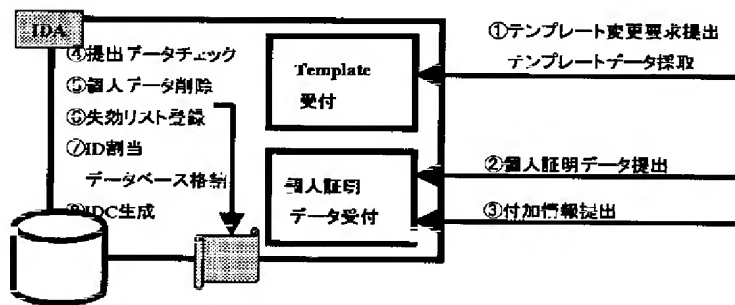 IDA
④提出データチェック
⑤個人データ削除
⑥失効リスト登録
⑦ID割当
データベース格納
⑧IDC生成
Template
受付
個人証明
データ受付
①テンプレート変更要求提出
テンプレートデータ採取
②個人証明データ提出
③付加情報提出